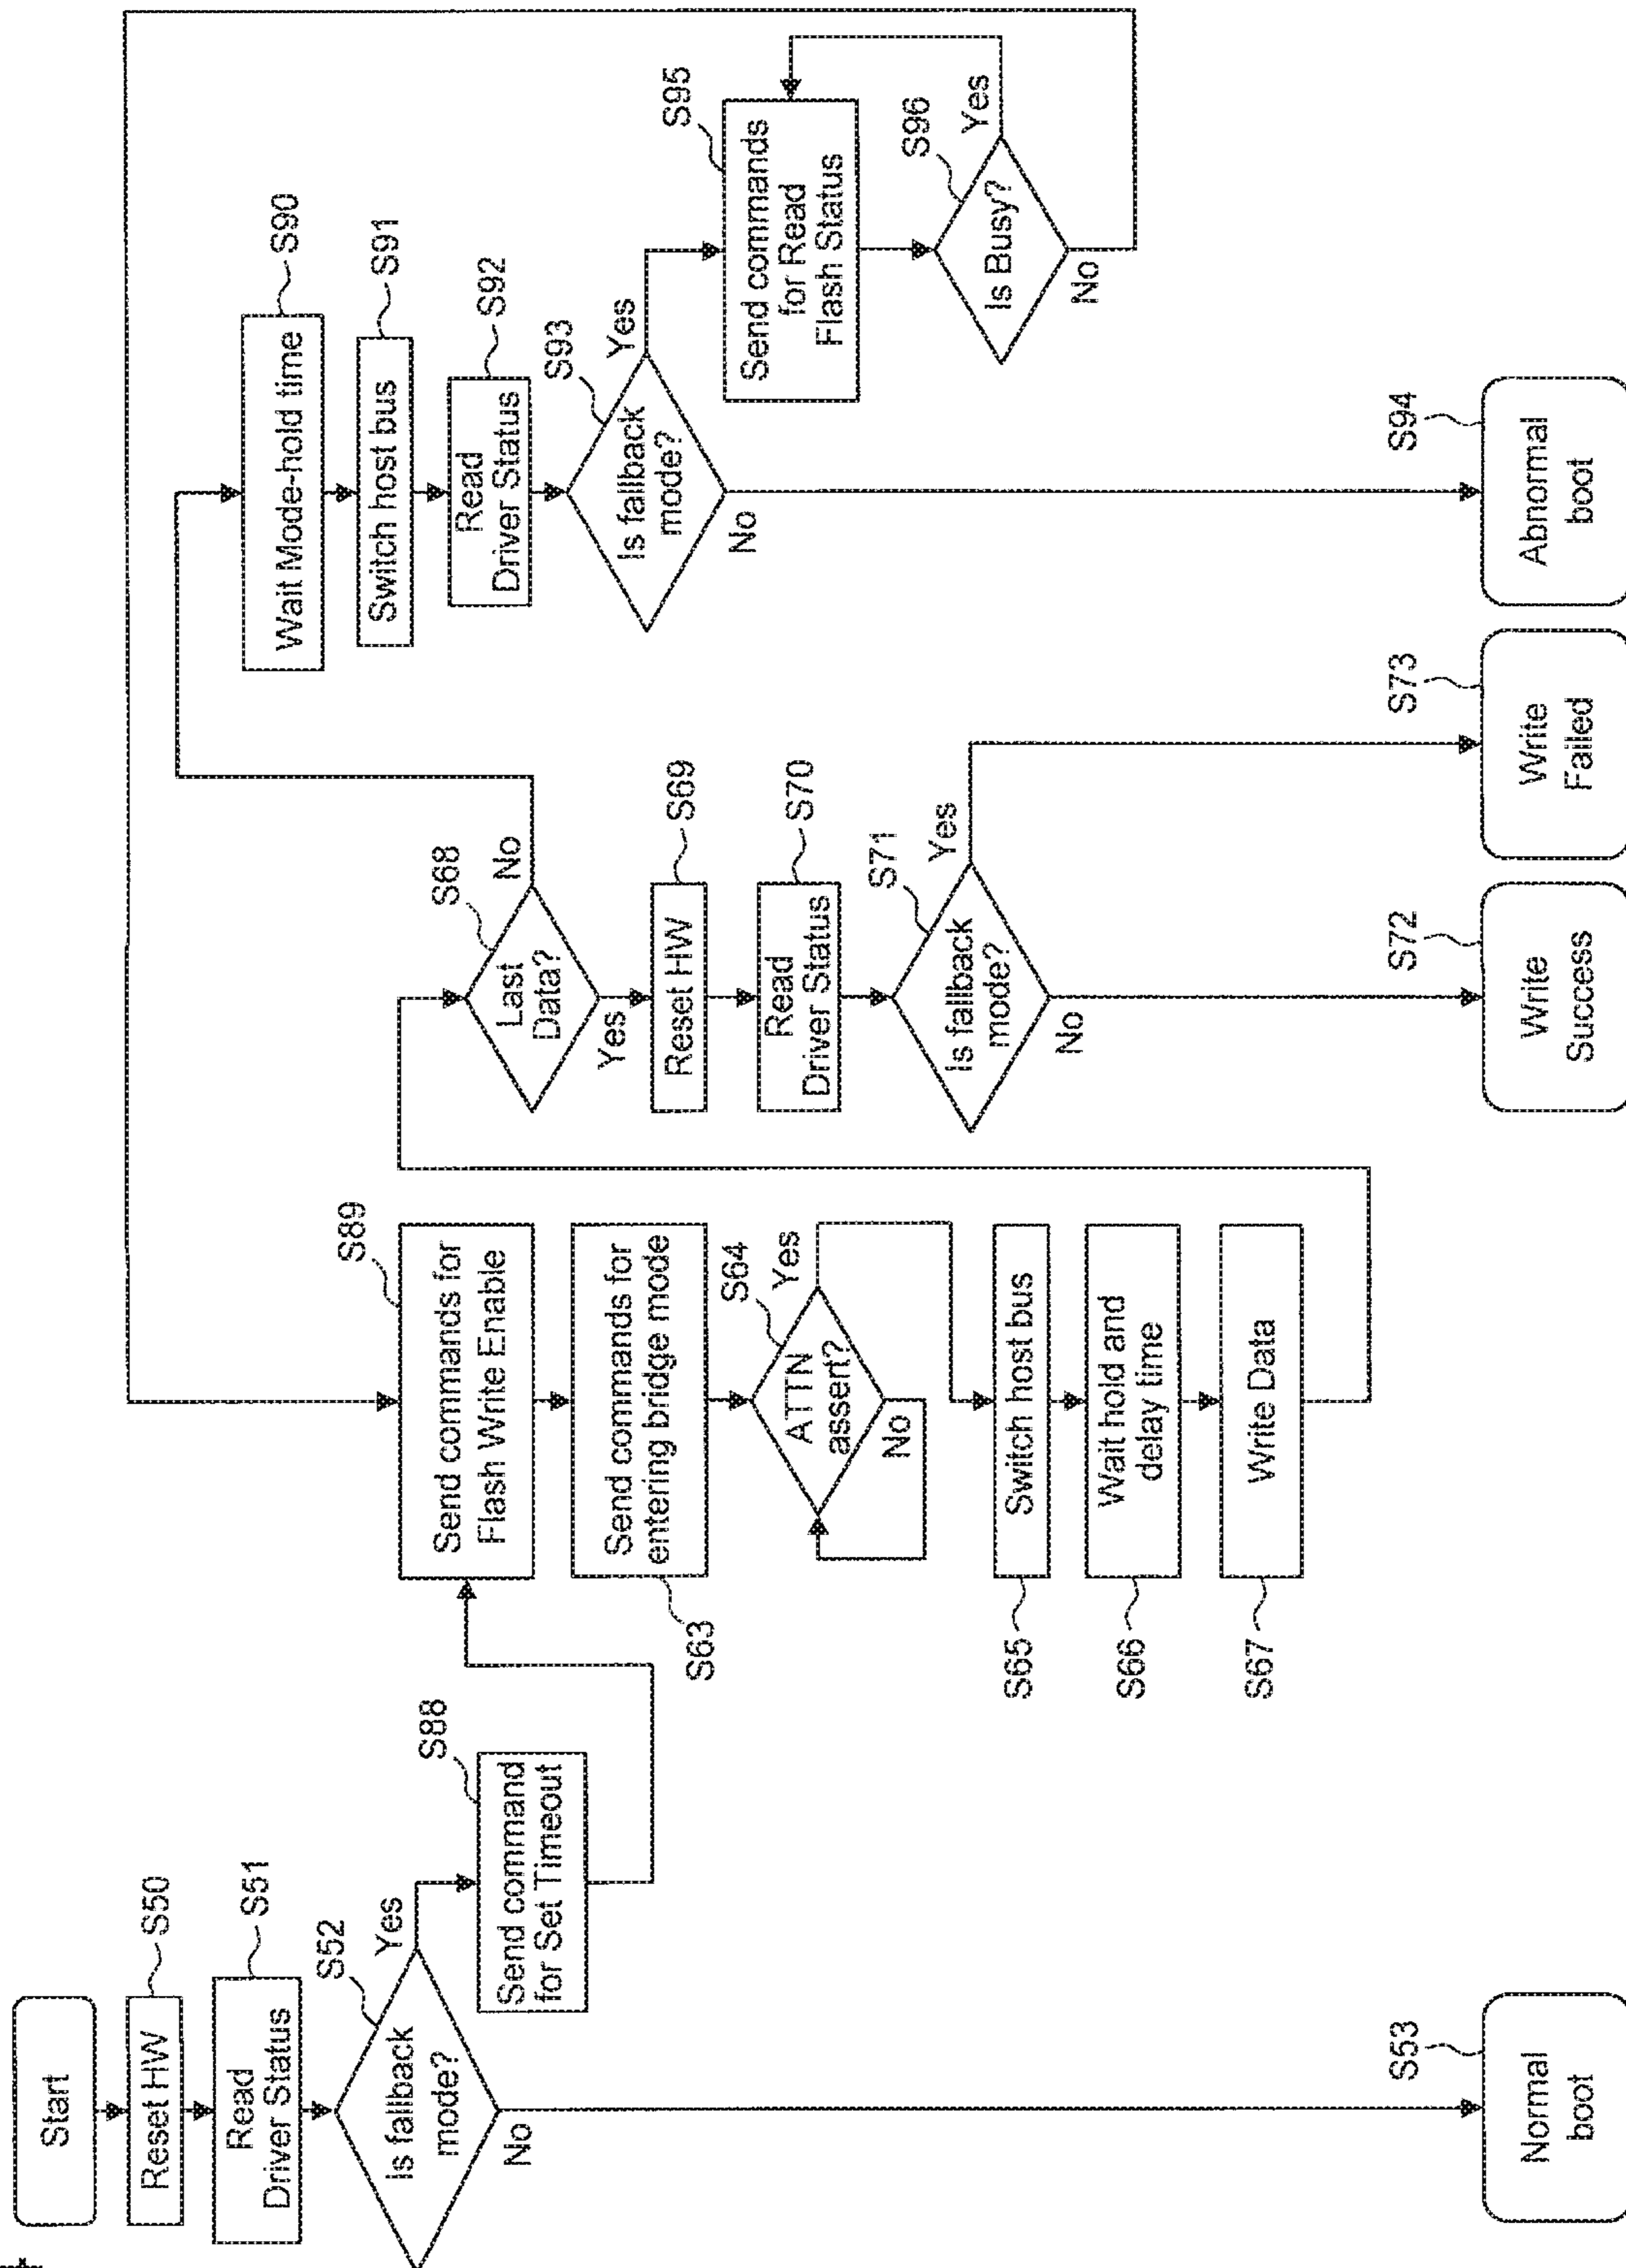 Start
Reset HW
S50
Read
Driver Status
S51
Is fallback
mode?
S52
Yes
No
Send command
for Set Timeout
S88
Normal
boot
S53
Send commands for
Flash Write Enable
S89
Send commands for
entering bridge mode
S63
ATTN
assert?
S64
Yes
No
Switch host bus
S65
Wait hold and
delay time
S66
Write Data
S67
Last
Data?
S68
No
Yes
Reset HW
S69
Read
Driver Status
S70
Is fallback
mode?
S71
Yes
No
Write
Success
S72
Write
Failed
S73
Wait Mode-hold time
S90
Switch host bus
S91
Read
Driver Status
S92
Is fallback
mode?
S93
Yes
No
Abnormal
boot
S94
Send commands
for Read
Flash Status
S95
Is Busy?
S96
Yes
No